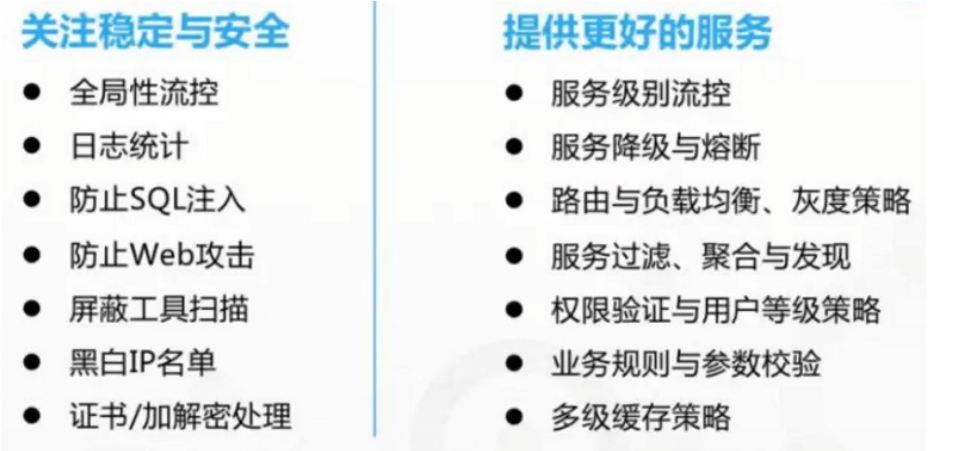 关注稳定与安全
全局性流控
日志统计
防止SQL注入
防止Web攻击
屏蔽工具扫描
黑白IP名单
证书/加解密处理
提供更好的服务
服务级别流控
服务降级与熔断
路由与负载均衡、灰度策略
服务过滤、聚合与发现
权限验证与用户等级策略
业务规则与参数校验
多级缓存策略